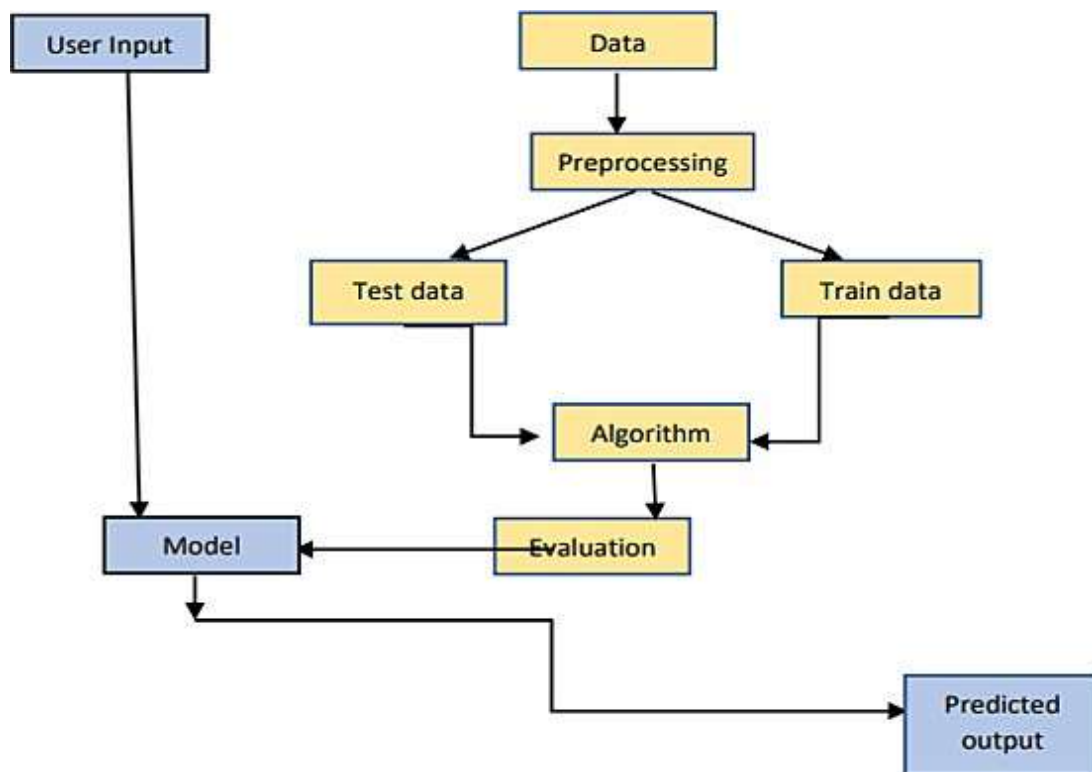 User Input
Data
Preprocessing
Test data
Train data
Algorithm
Model
Evaluation
Predicted
output